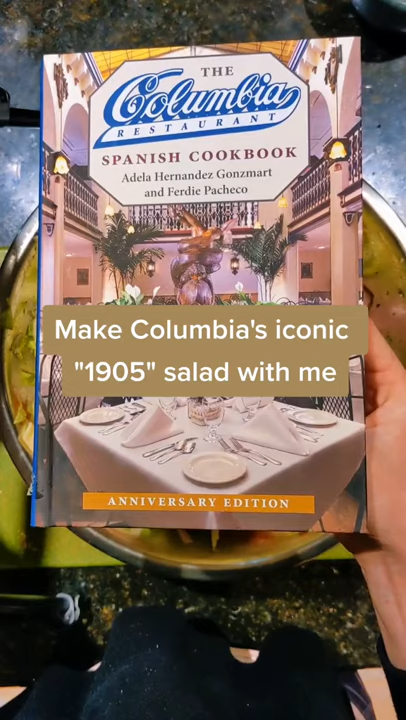 THE
Columbia
RESTAURANT
SPANISH COOKBOOK
Adela Hernandez Gonzmart
and Ferdie Pacheco
Make Columbia's iconic
"1905" salad with me
ANNIVERSARY EDITION